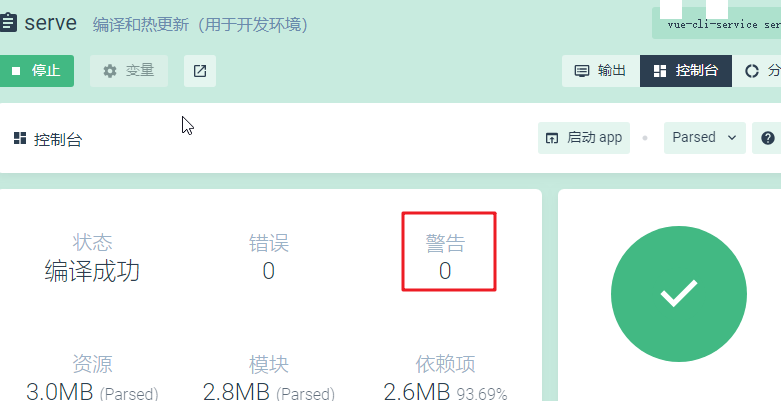 serve 编译和热更新（用于开发环境） vue-cli-service ser
停止 变量 输出 控制台 分
控制台 启动 app Parsed
状态 错误 警告
编译成功 0 0
资源 模块 依赖项
3.0MB (Parsed) 2.8MB (Parsed) 2.6MB 93.69%